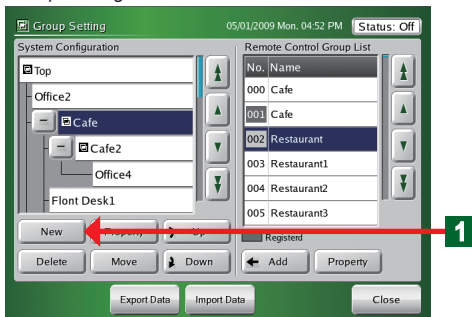 Group Setting 05/01/2009 Mon. 04:52 PM Status: Off
System Configuration
Top
Office2
Cafe
Cafe2
Office4
Flont Desk1
New Property Up
Delete Move Down
Remote Control Group List
No. Name
000 Cafe
001 Cafe
002 Restaurant
003 Restaurant1
004 Restaurant2
005 Restaurant3
Registerd
Add Property
Export Data Import Data Close
1